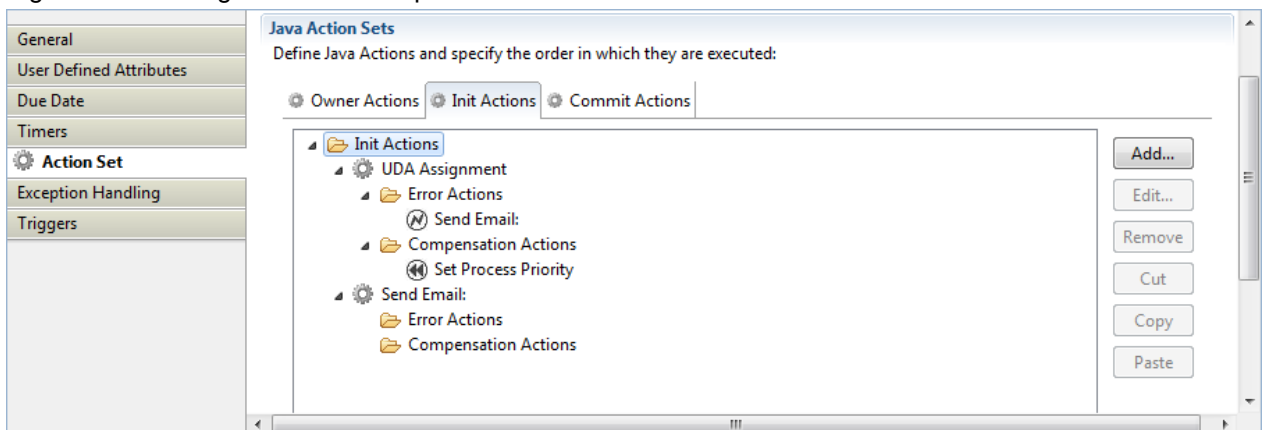 Java Action Sets
Define Java Actions and specify the order in which they are executed:
General
User Defined Attributes
Due Date
Timers
Action Set
Exception Handling
Triggers
Owner Actions
Init Actions
Commit Actions
Init Actions
UDA Assignment
Error Actions
Send Email:
Compensation Actions
Set Process Priority
Send Email:
Error Actions
Compensation Actions
Add...
Edit...
Remove
Cut
Copy
Paste